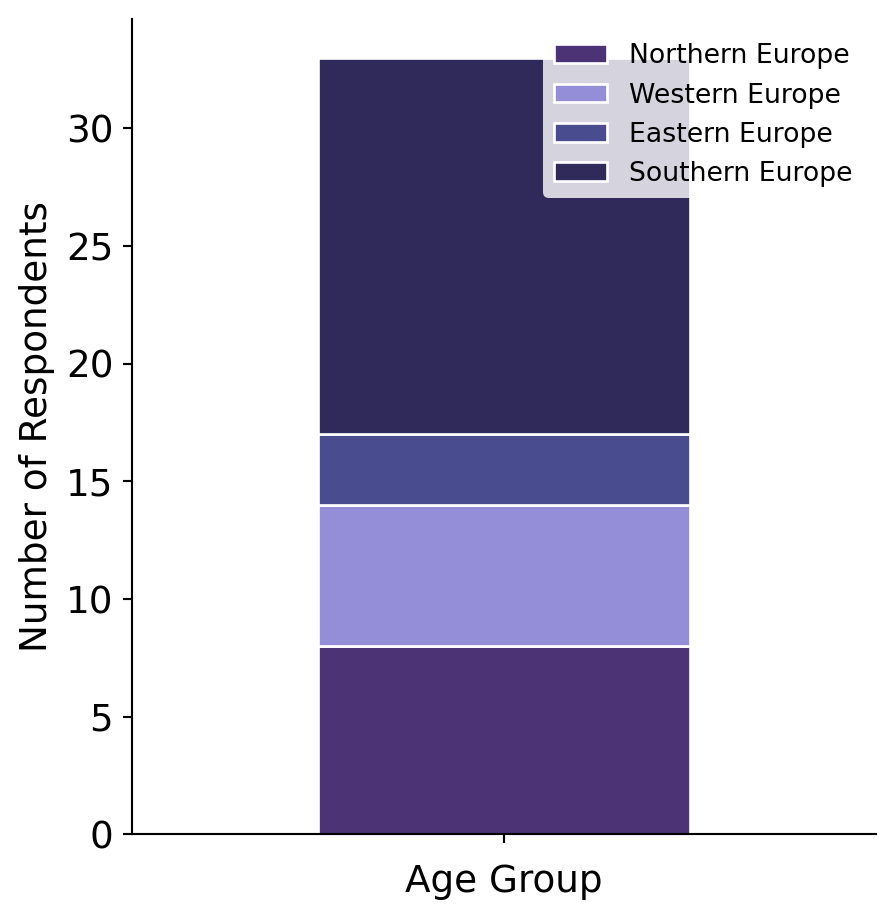 Number of Respondents
30
25
20
15
10
5
0
Age Group
Northern Europe
Western Europe
Eastern Europe
Southern Europe